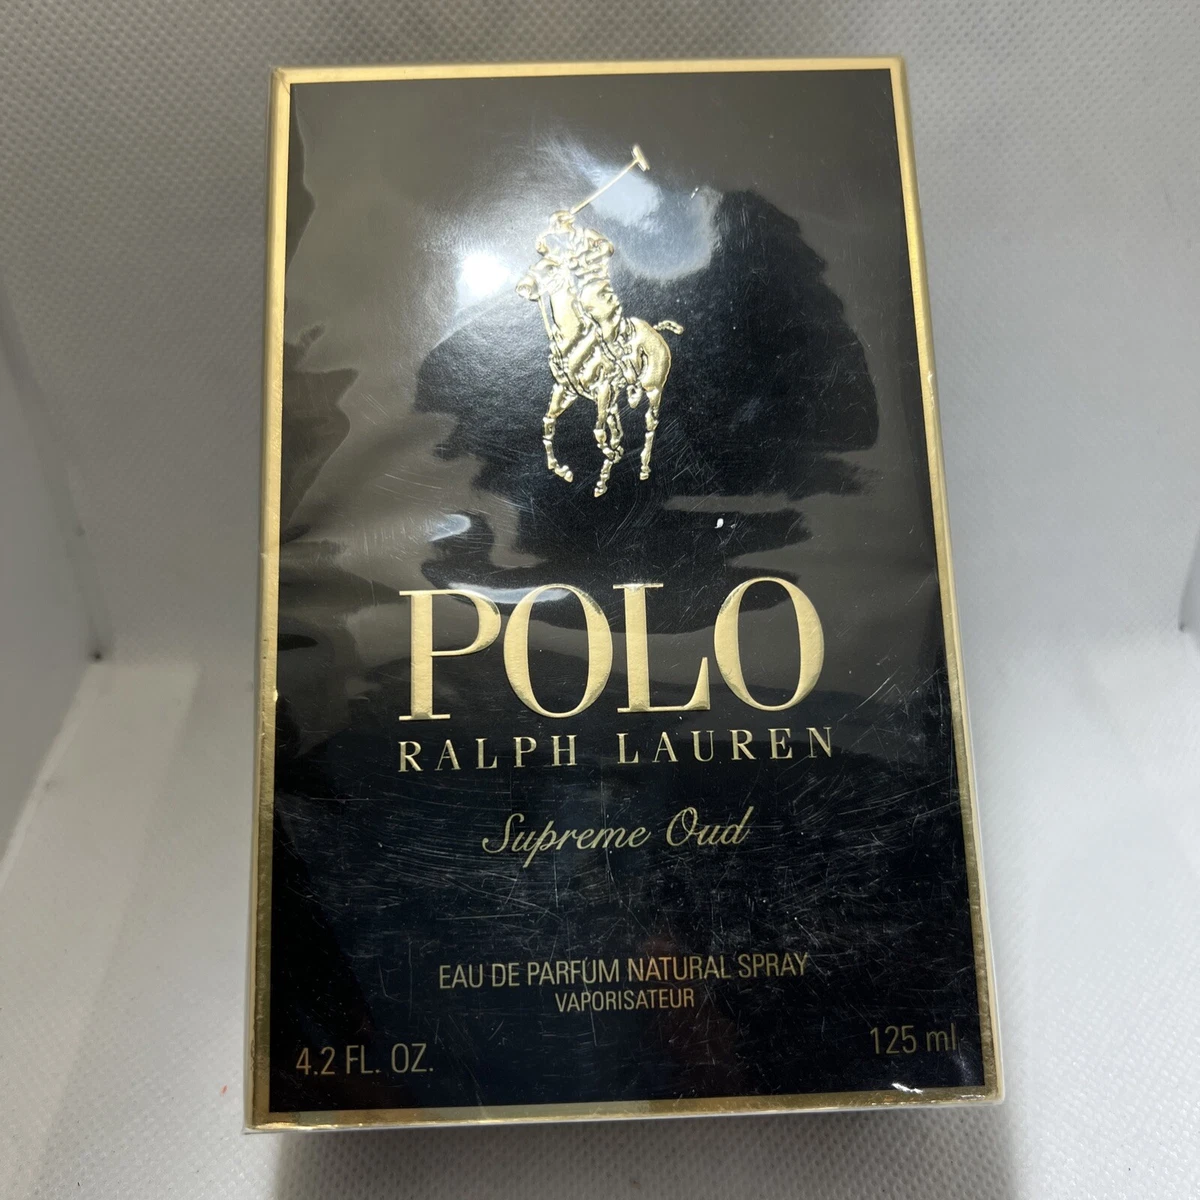 POLO
RALPH LAUREN
Supreme Oud
EAU DE PARFUM NATURAL SPRAY
VAPORISATEUR
4.2 FL. OZ. 125 ml